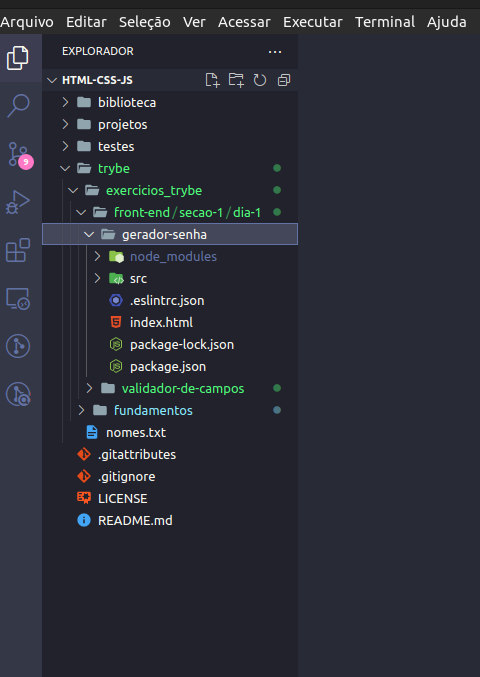 Arquivo Editar Seleção Ver Acessar Executar Terminal Ajuda
EXPLORADOR
HTML-CSS-JS
biblioteca
projetos
testes
trybe
exercicios_trybe
front-end / secao-1 / dia-1
gerador-senha
node_modules
src
.eslintrc.json
index.html
package-lock.json
package.json
validador-de-campos
fundamentos
nomes.txt
.gitattributes
.gitignore
LICENSE
README.md
9